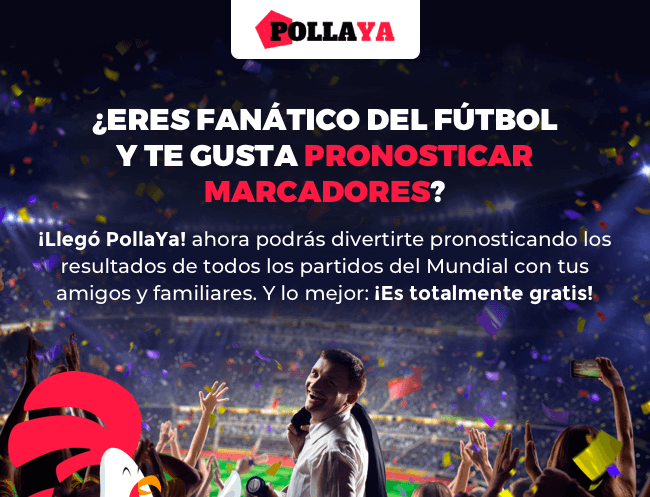 POLLAYA
¿ERES FANÁTICO DEL FÚTBOL
Y TE GUSTA PRONOSTICAR
MARCADORES?
¡Llegó PollaYa! ahora podrás divertirte pronosticando los
resultados de todos los partidos del Mundial con tus
amigos y familiares. Y lo mejor: ¡Es totalmente gratis!